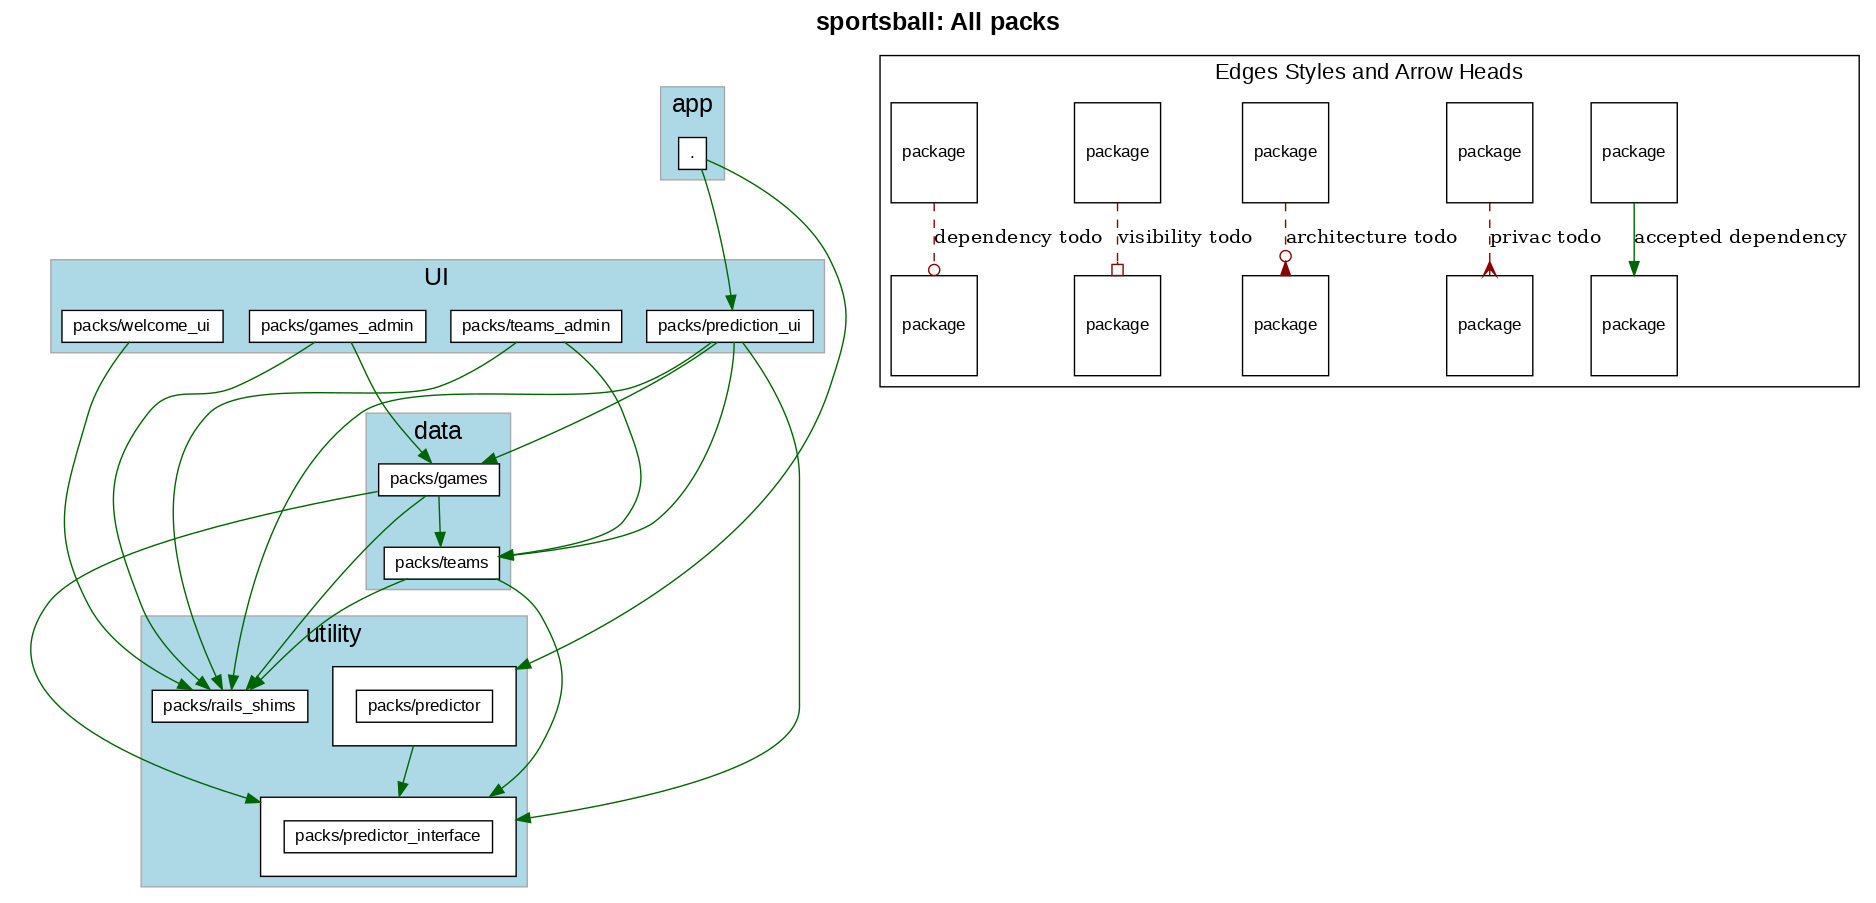 sportsball: All packs
app
.
UI
packs/welcome_ui
packs/games_admin
packs/teams_admin
packs/prediction_ui
data
packs/games
packs/teams
utility
packs/rails_shims
packs/predictor
packs/predictor_interface
Edges Styles and Arrow Heads
package
package
package
package
package
dependency todo
visibility todo
architecture todo
privac todo
accepted dependency
package
package
package
package
package